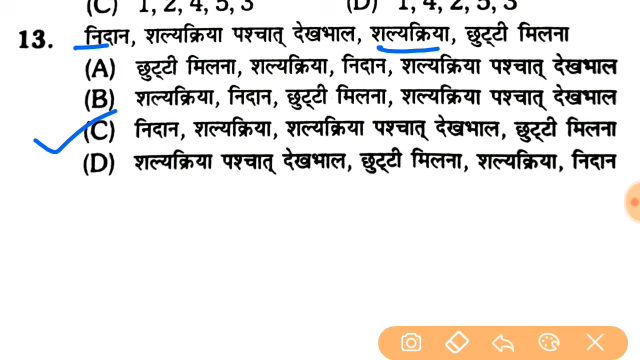 (C) 1, 2, 4, 5, 3 (D) 1, 4, 2, 5, 3
13. निदान, शल्यक्रिया पश्चात् देखभाल, शल्यक्रिया, छुट्टी मिलना
(A) छुट्टी मिलना, शल्यक्रिया, निदान, शल्यक्रिया पश्चात् देखभाल
(B) शल्यक्रिया, निदान, छुट्टी मिलना, शल्यक्रिया पश्चात् देखभाल
(C) निदान, शल्यक्रिया, शल्यक्रिया पश्चात् देखभाल, छुट्टी मिलना
(D) शल्यक्रिया पश्चात् देखभाल, छुट्टी मिलना, शल्यक्रिया, निदान